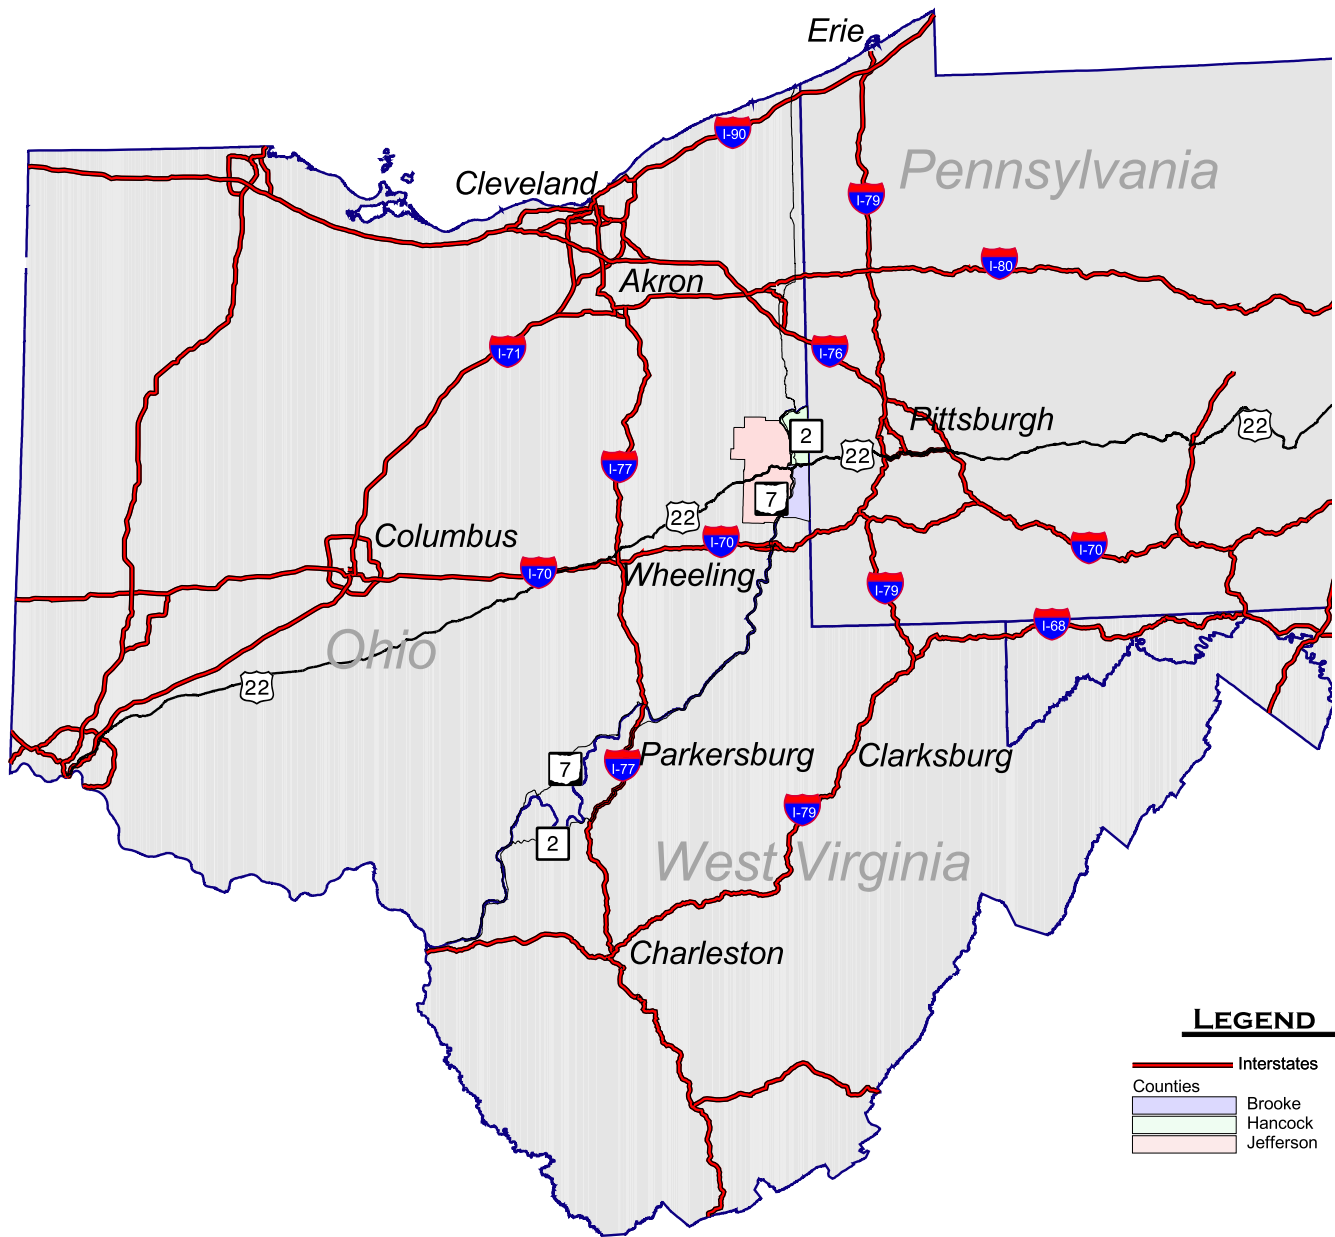 Erie
I-90
Pennsylvania
Cleveland
I-79
I-80
Akron
I-71
I-76
Pittsburgh
22
2
22
I-77
7
22
Columbus
I-70
I-70
I-70
Wheeling
I-79
I-68
Ohio
22
Parkersburg
Clarksburg
7
I-77
I-79
2
West Virginia
Charleston
LEGEND
Interstates
Counties
Brooke
Hancock
Jefferson